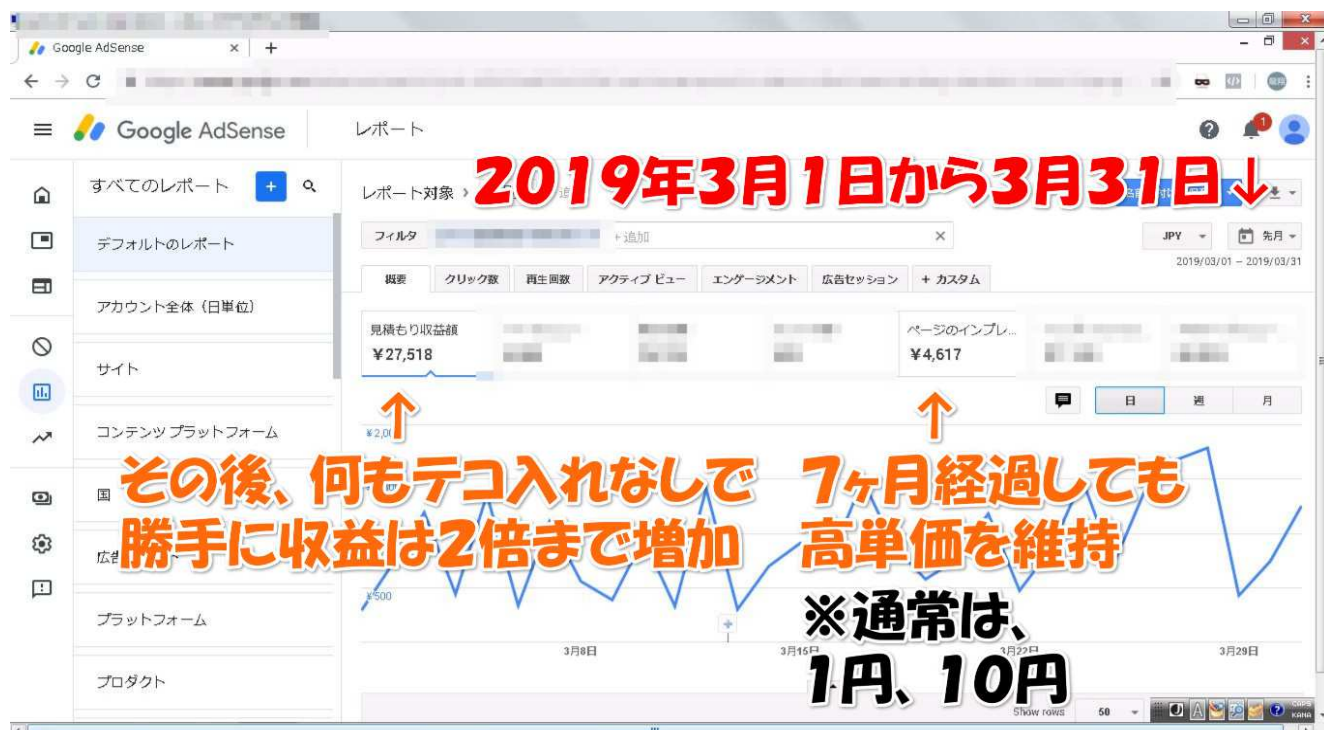 Google AdSense
Google AdSense
レポート
1
2019年3月1日から3月31日↓
すべてのレポート
レポート対象 ›
フィルタ
+ 追加
JPY
先月
2019/03/01 – 2019/03/31
デフォルトのレポート
概要 クリック数 再生回数 アクティブ ビュー エンゲージメント 広告セッション + カスタム
アカウント全体（日単位）
見積もり収益額
¥27,518
ページのインプレ...
¥4,617
サイト
日 週 月
コンテンツ プラットフォーム
その後、何もテコ入れなしで
勝手に収益は2倍まで増加
7ヶ月経過しても
高単価を維持
国
¥500
プラットフォーム
※通常は、
1円、10円
3月8日 3月15日 3月22日 3月29日
プロダクト
Show rows 50
CAPS
KANA